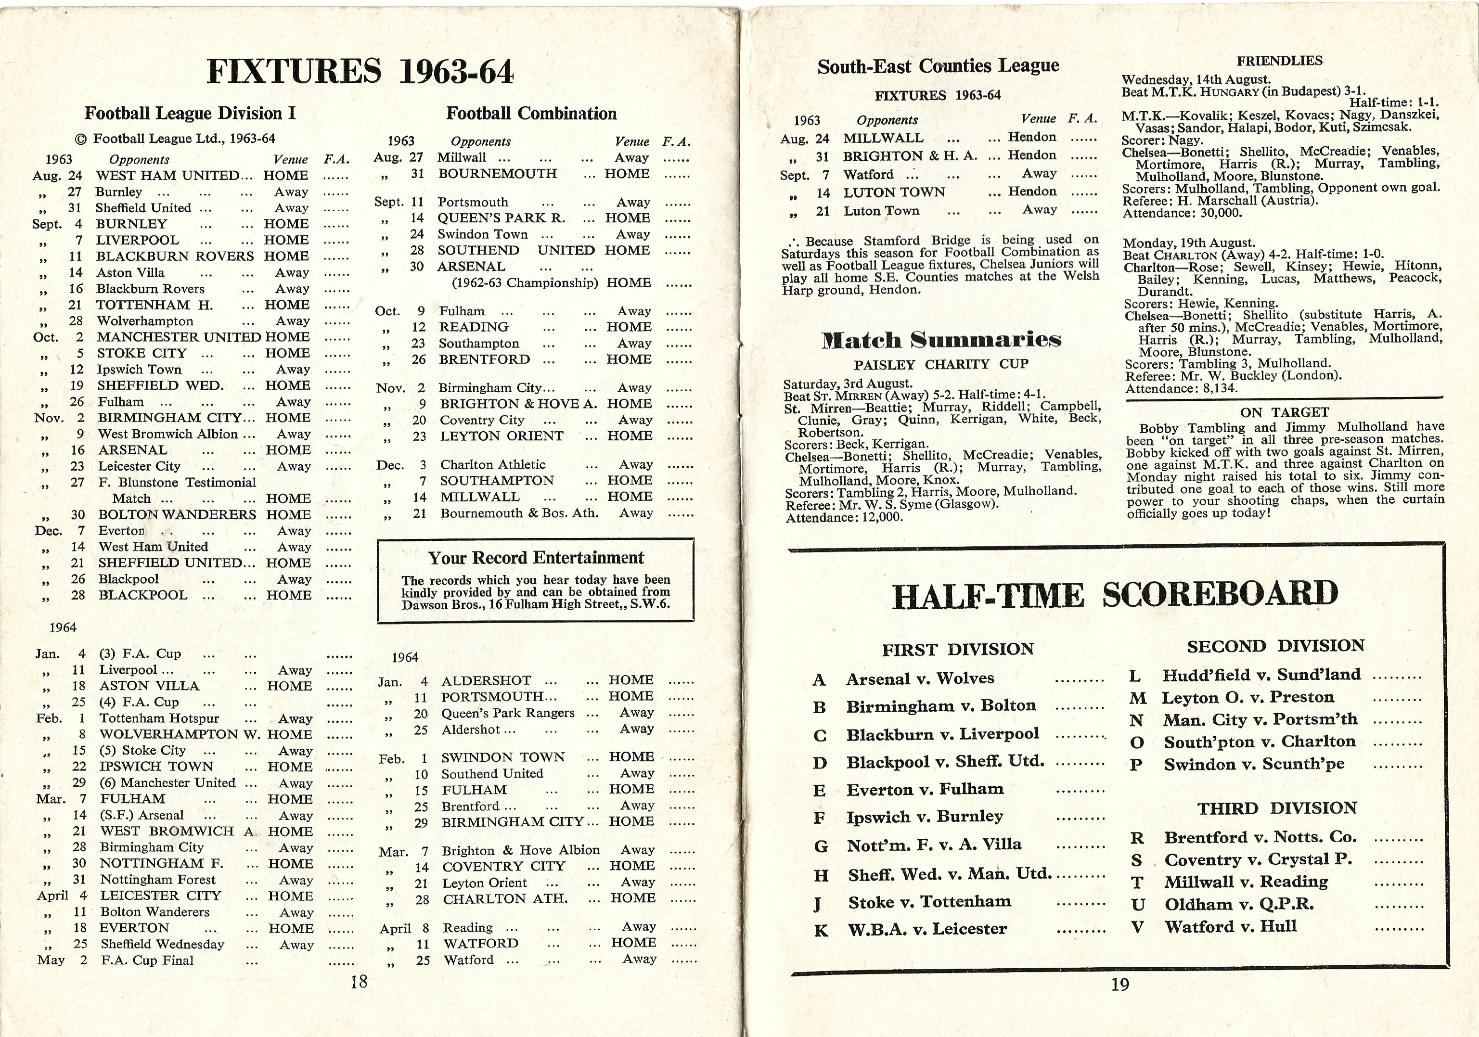 FIXTURES 1963-64
Football League Division I
© Football League Ltd., 1963-64
1963 Opponents Venue F.A.
Aug. 24 WEST HAM UNITED... HOME ......
„ 27 Burnley ... ... ... Away ......
„ 31 Sheffield United ... ... Away ......
Sept. 4 BURNLEY ... ... HOME ......
„ 7 LIVERPOOL ... ... HOME ......
„ 11 BLACKBURN ROVERS HOME ......
„ 14 Aston Villa ... ... Away ......
„ 16 Blackburn Rovers ... Away ......
„ 21 TOTTENHAM H. ... HOME ......
„ 28 Wolverhampton ... Away ......
Oct. 2 MANCHESTER UNITED HOME ......
„ 5 STOKE CITY ... ... HOME ......
„ 12 Ipswich Town ... ... Away ......
„ 19 SHEFFIELD WED. ... HOME ......
„ 26 Fulham ... ... ... Away ......
Nov. 2 BIRMINGHAM CITY... HOME ......
„ 9 West Bromwich Albion ... Away ......
„ 16 ARSENAL ... ... HOME ......
„ 23 Leicester City ... ... Away ......
„ 27 F. Blunstone Testimonial
Match ... ... ... HOME ......
„ 30 BOLTON WANDERERS HOME ......
Dec. 7 Everton ... ... ... Away ......
„ 14 West Ham United ... Away ......
„ 21 SHEFFIELD UNITED... HOME ......
„ 26 Blackpool ... ... Away ......
„ 28 BLACKPOOL ... ... HOME ......
1964
Jan. 4 (3) F.A. Cup ... ... ......
„ 11 Liverpool ... ... ... Away ......
„ 18 ASTON VILLA ... HOME ......
„ 25 (4) F.A. Cup ... ... ......
Feb. 1 Tottenham Hotspur ... Away ......
„ 8 WOLVERHAMPTON W. HOME ......
„ 15 (5) Stoke City ... ... Away ......
„ 22 IPSWICH TOWN ... HOME ......
„ 29 (6) Manchester United ... Away ......
Mar. 7 FULHAM ... ... HOME ......
„ 14 (S.F.) Arsenal ... ... Away ......
„ 21 WEST BROMWICH A. HOME ......
„ 28 Birmingham City ... Away ......
„ 30 NOTTINGHAM F. ... HOME ......
„ 31 Nottingham Forest ... Away ......
April 4 LEICESTER CITY ... HOME ......
„ 11 Bolton Wanderers ... Away ......
„ 18 EVERTON ... ... HOME ......
„ 25 Sheffield Wednesday ... Away ......
May 2 F.A. Cup Final ... ......
Football Combination
1963 Opponents Venue F.A.
Aug. 27 Millwall ... ... ... Away ......
„ 31 BOURNEMOUTH ... HOME ......
Sept. 11 Portsmouth ... ... Away ......
„ 14 QUEEN'S PARK R. ... HOME ......
„ 24 Swindon Town ... ... Away ......
„ 28 SOUTHEND UNITED HOME ......
„ 30 ARSENAL ... ...
(1962-63 Championship) HOME ......
Oct. 9 Fulham ... ... ... Away ......
„ 12 READING ... ... HOME ......
„ 23 Southampton ... ... Away ......
„ 26 BRENTFORD ... ... HOME ......
Nov. 2 Birmingham City... ... Away ......
„ 9 BRIGHTON & HOVE A. HOME ......
„ 20 Coventry City ... ... Away ......
„ 23 LEYTON ORIENT ... HOME ......
Dec. 3 Charlton Athletic ... Away ......
„ 7 SOUTHAMPTON ... HOME ......
„ 14 MILLWALL ... ... HOME ......
„ 21 Bournemouth & Bos. Ath. Away ......
Your Record Entertainment
The records which you hear today have been
kindly provided by and can be obtained from
Dawson Bros., 16 Fulham High Street,, S.W.6.
1964
Jan. 4 ALDERSHOT ... ... HOME ......
„ 11 PORTSMOUTH... ... HOME ......
„ 20 Queen's Park Rangers ... Away ......
„ 25 Aldershot ... ... ... Away ......
Feb. 1 SWINDON TOWN ... HOME ......
„ 10 Southend United ... Away ......
„ 15 FULHAM ... ... HOME ......
„ 25 Brentford ... ... ... Away ......
„ 29 BIRMINGHAM CITY ... HOME ......
Mar. 7 Brighton & Hove Albion Away ......
„ 14 COVENTRY CITY ... HOME ......
„ 21 Leyton Orient ... ... Away ......
„ 28 CHARLTON ATH. ... HOME ......
April 8 Reading ... ... ... Away ......
„ 11 WATFORD ... ... HOME ......
„ 25 Watford ... ... ... Away ......
18
South-East Counties League
FIXTURES 1963-64
1963 Opponents Venue F. A.
Aug. 24 MILLWALL ... ... Hendon ......
„ 31 BRIGHTON & H. A. ... Hendon ......
Sept. 7 Watford ... ... ... Away ......
„ 14 LUTON TOWN ... Hendon ......
„ 21 Luton Town ... ... Away ......
∴ Because Stamford Bridge is being used on
Saturdays this season for Football Combination as
well as Football League fixtures, Chelsea Juniors will
play all home S.E. Counties matches at the Welsh
Harp ground, Hendon.
Match Summaries
PAISLEY CHARITY CUP
Saturday, 3rd August.
Beat ST. MIRREN (Away) 5-2. Half-time: 4-1.
St. Mirren—Beattie; Murray, Riddell; Campbell,
Clunie, Gray; Quinn, Kerrigan, White, Beck,
Robertson.
Scorers: Beck, Kerrigan.
Chelsea—Bonetti; Shellito, McCreadie; Venables,
Mortimore, Harris (R.); Murray, Tambling,
Mulholland, Moore, Knox.
Scorers: Tambling 2, Harris, Moore, Mulholland.
Referee: Mr. W. S. Syme (Glasgow).
Attendance: 12,000.
FRIENDLIES
Wednesday, 14th August.
Beat M.T.K. HUNGARY (in Budapest) 3-1.
Half-time: 1-1.
M.T.K.—Kovalik; Keszel, Kovacs; Nagy, Danszkei,
Vasas; Sandor, Halapi, Bodor, Kuti, Szimcsak.
Scorer: Nagy.
Chelsea—Bonetti; Shellito, McCreadie; Venables,
Mortimore, Harris (R.); Murray, Tambling,
Mulholland, Moore, Blunstone.
Scorers: Mulholland, Tambling, Opponent own goal.
Referee: H. Marschall (Austria).
Attendance: 30,000.
Monday, 19th August.
Beat CHARLTON (Away) 4-2. Half-time: 1-0.
Charlton—Rose; Sewell, Kinsey; Hewie, Hitonn,
Bailey; Kenning, Lucas, Matthews, Peacock,
Durandt.
Scorers: Hewie, Kenning.
Chelsea—Bonetti; Shellito (substitute Harris, A.
after 50 mins.), McCreadie; Venables, Mortimore,
Harris (R.); Murray, Tambling, Mulholland,
Moore, Blunstone.
Scorers: Tambling 3, Mulholland.
Referee: Mr. W. Buckley (London).
Attendance: 8,134.
ON TARGET
Bobby Tambling and Jimmy Mulholland have
been "on target" in all three pre-season matches.
Bobby kicked off with two goals against St. Mirren,
one against M.T.K. and three against Charlton on
Monday night raised his total to six. Jimmy con-
tributed one goal to each of those wins. Still more
power to your shooting chaps, when the curtain
officially goes up today!
HALF-TIME SCOREBOARD
FIRST DIVISION
A Arsenal v. Wolves .........
B Birmingham v. Bolton .........
C Blackburn v. Liverpool .........
D Blackpool v. Sheff. Utd. .........
E Everton v. Fulham .........
F Ipswich v. Burnley .........
G Nott'm. F. v. A. Villa .........
H Sheff. Wed. v. Man. Utd. .........
J Stoke v. Tottenham .........
K W.B.A. v. Leicester .........
SECOND DIVISION
L Hudd'field v. Sund'land .........
M Leyton O. v. Preston .........
N Man. City v. Portsm'th .........
O South'pton v. Charlton .........
P Swindon v. Scunth'pe .........
THIRD DIVISION
R Brentford v. Notts. Co. .........
S Coventry v. Crystal P. .........
T Millwall v. Reading .........
U Oldham v. Q.P.R. .........
V Watford v. Hull .........
19